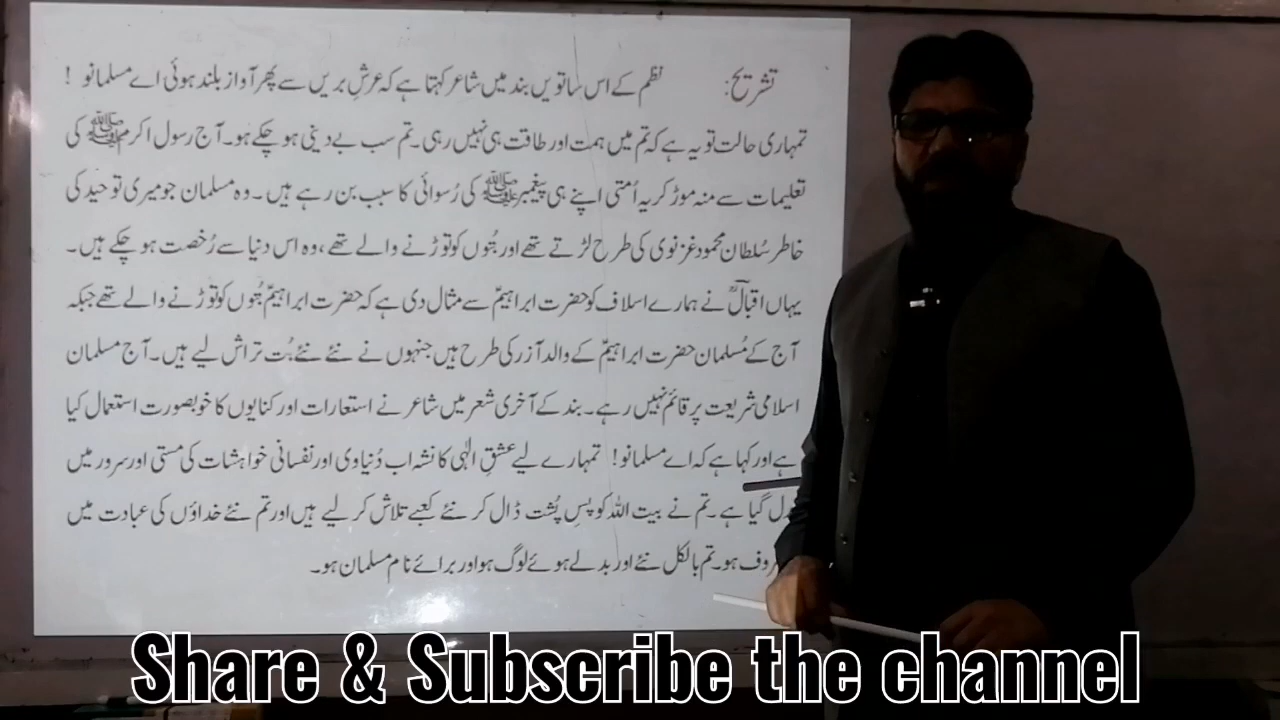 تشریح: نظم کے اس ساتویں بند میں شاعر کہتا ہے کہ عرشِ بریں سے پھر آواز بلند ہوئی اے مسلمانو !
تمہاری حالت تو یہ ہے کہ تم میں ہمت اور طاقت ہی نہیں رہی۔ تم سب بے دینی ہو چکے ہو۔ آج رسول اکرم ﷺ کی
تعلیمات سے منہ موڑ کر یہ اُمتی اپنے ہی پیغمبر ﷺ کی رُسوائی کا سبب بن رہے ہیں۔ وہ مسلمان جو میری توحید کی
خاطر سُلطان محمود غزنوی کی طرح لڑتے تھے اور بتُوں کو توڑنے والے تھے، وہ اس دنیا سے رُخصت ہو چکے ہیں۔
یہاں اقبالؒ نے ہمارے اسلاف کو حضرت ابراہیمؑ سے مثال دی ہے کہ حضرت ابراہیمؑ بتُوں کو توڑنے والے تھے جبکہ
آج کے مُسلمان حضرت ابراہیمؑ کے والد آزر کی طرح ہیں جنہوں نے نئے نئے بُت تراش لیے ہیں۔ آج مسلمان
اسلامی شریعت پر قائم نہیں رہے۔ بند کے آخری شعر میں شاعر نے استعارات اور کنایوں کا خوبصورت استعمال کیا
ہے اور کہا ہے کہ اے مسلمانو! تمہارے لیے عشقِ الٰہی کا نشہ اب دُنیاوی اور نفسانی خواہشات کی مستی اور سرور میں
گیا ہے۔ تم نے بیت اللہ کو پسِ پُشت ڈال کر نئے کعبے تلاش کر لیے ہیں اور تم نئے خداؤں کی عبادت میں
ہو۔ تم بالکل نئے اور بدلے ہوئے لوگ ہو اور برائے نام مسلمان ہو۔
Share & Subscribe the channel